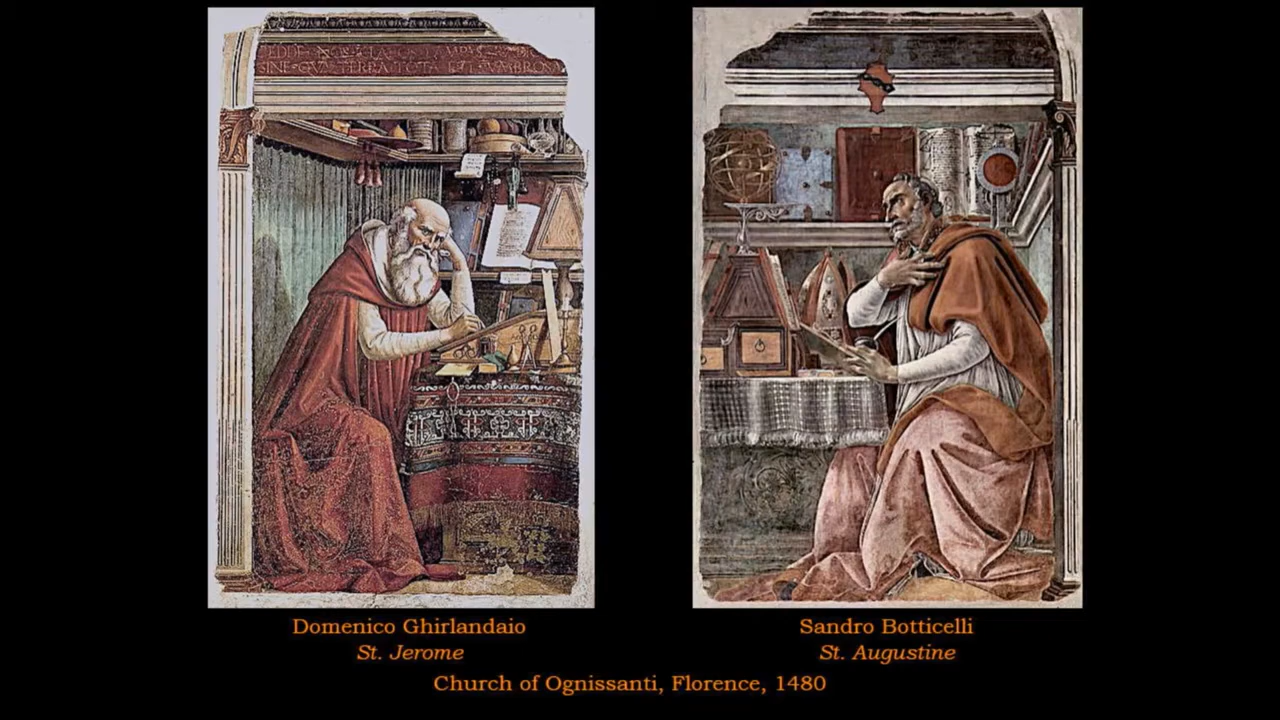 Domenico Ghirlandaio
St. Jerome
Sandro Botticelli
St. Augustine
Church of Ognissanti, Florence, 1480